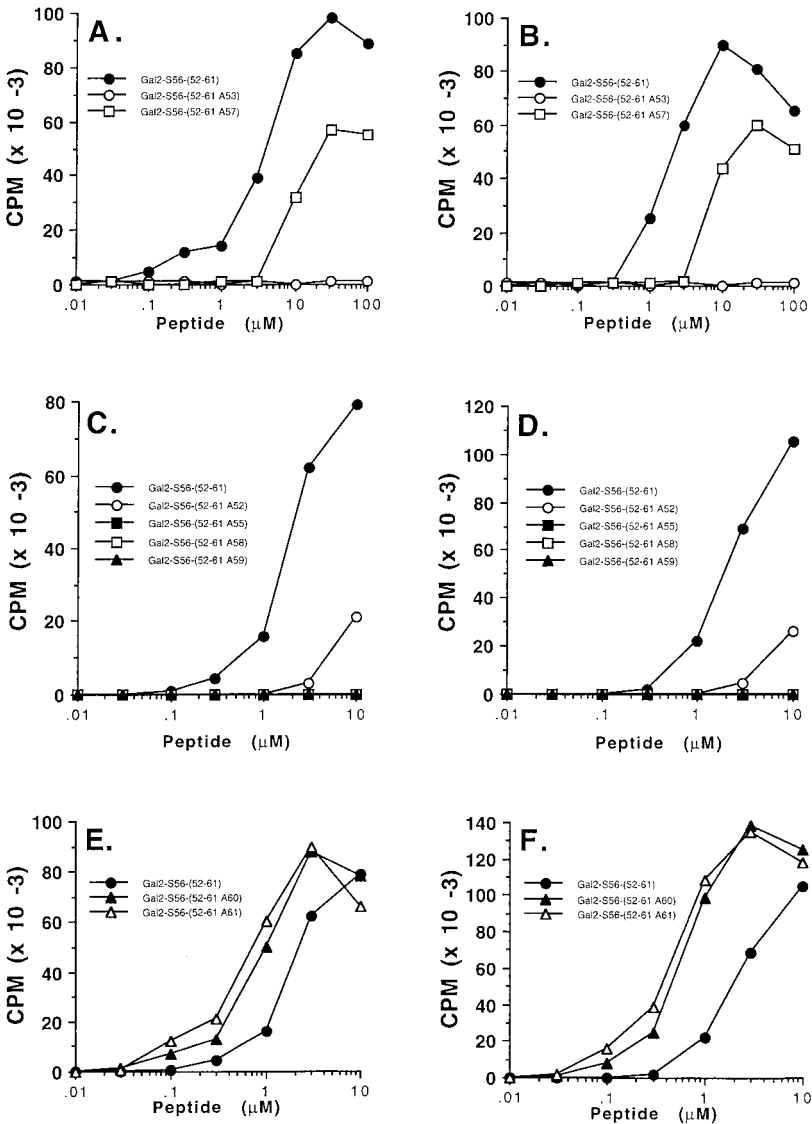 A.
CPM (x 10 -3)
100
80
60
40
20
0
Gal2-S56-(52-61)
Gal2-S56-(52-61 A53)
Gal2-S56-(52-61 A57)
.01
.1
1
10
100
Peptide (µM)
B.
CPM (x 10 -3)
100
80
60
40
20
0
Gal2-S56-(52-61)
Gal2-S56-(52-61 A53)
Gal2-S56-(52-61 A57)
.01
.1
1
10
100
Peptide (µM)
C.
CPM (x 10 -3)
80
60
40
20
0
Gal2-S56-(52-61)
Gal2-S56-(52-61 A52)
Gal2-S56-(52-61 A55)
Gal2-S56-(52-61 A58)
Gal2-S56-(52-61 A59)
.01
.1
1
10
Peptide (µM)
D.
CPM (x 10 -3)
120
100
80
60
40
20
0
Gal2-S56-(52-61)
Gal2-S56-(52-61 A52)
Gal2-S56-(52-61 A55)
Gal2-S56-(52-61 A58)
Gal2-S56-(52-61 A59)
.01
.1
1
10
Peptide (µM)
E.
CPM (x 10 -3)
100
80
60
40
20
0
Gal2-S56-(52-61)
Gal2-S56-(52-61 A60)
Gal2-S56-(52-61 A61)
.01
.1
1
10
Peptide (µM)
F.
CPM (x 10 -3)
140
120
100
80
60
40
20
0
Gal2-S56-(52-61)
Gal2-S56-(52-61 A60)
Gal2-S56-(52-61 A61)
.01
.1
1
10
Peptide (µM)